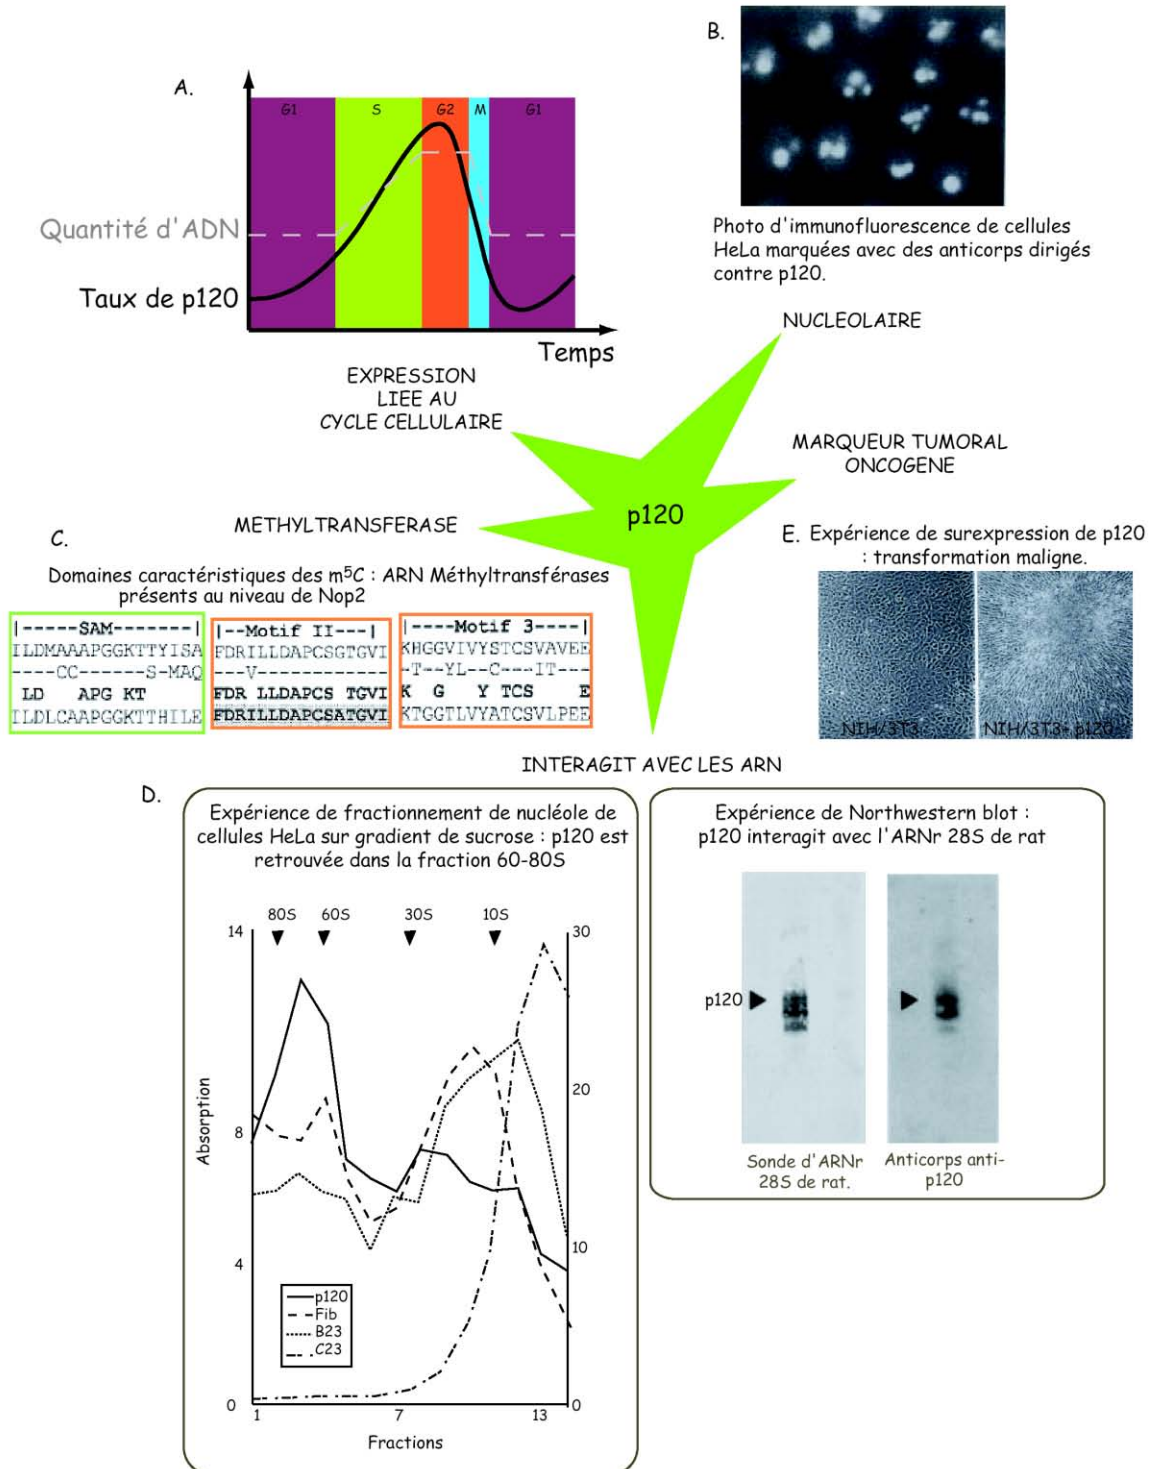 A.
G1 S G2 M G1
Quantité d'ADN
Taux de p120
Temps
EXPRESSION
LIEE AU
CYCLE CELLULAIRE
B.
Photo d'immunofluorescence de cellules
HeLa marquées avec des anticorps dirigés
contre p120.
NUCLEOLAIRE
MARQUEUR TUMORAL
ONCOGENE
p120
METHYLTRANSFERASE
C.
Domaines caractéristiques des m⁵C : ARN Méthyltransférases
présents au niveau de Nop2
|-----SAM-------|
ILDMAAAPGGKTTYISA
----CC------S-MAQ
LD APG KT
ILDLCAAPGGKTTHILE
|--Motif II---|
FDRILLDAPCSGTGVI
---V------------
FDR ILLDAPCS TGVI
FDRILLDAPCSATGVI
|----Motif 3----|
KHGGVIVYSTCSVAVEE
-T--YL--C---IT---
K G Y TCS E
KTGGTLVYATCSVLPEE
E. Expérience de surexpression de p120
: transformation maligne.
NIH/3T3
NIH/3T3- p120
INTERAGIT AVEC LES ARN
D.
Expérience de fractionnement de nucléole de
cellules HeLa sur gradient de sucrose : p120 est
retrouvée dans la fraction 60-80S
80S 60S 30S 10S
14
8
4
0
30
20
10
0
Absorption
p120
Fib
B23
C23
1 7 13
Fractions
Expérience de Northwestern blot :
p120 interagit avec l'ARNr 28S de rat
p120
Sonde d'ARNr
28S de rat.
Anticorps anti-
p120